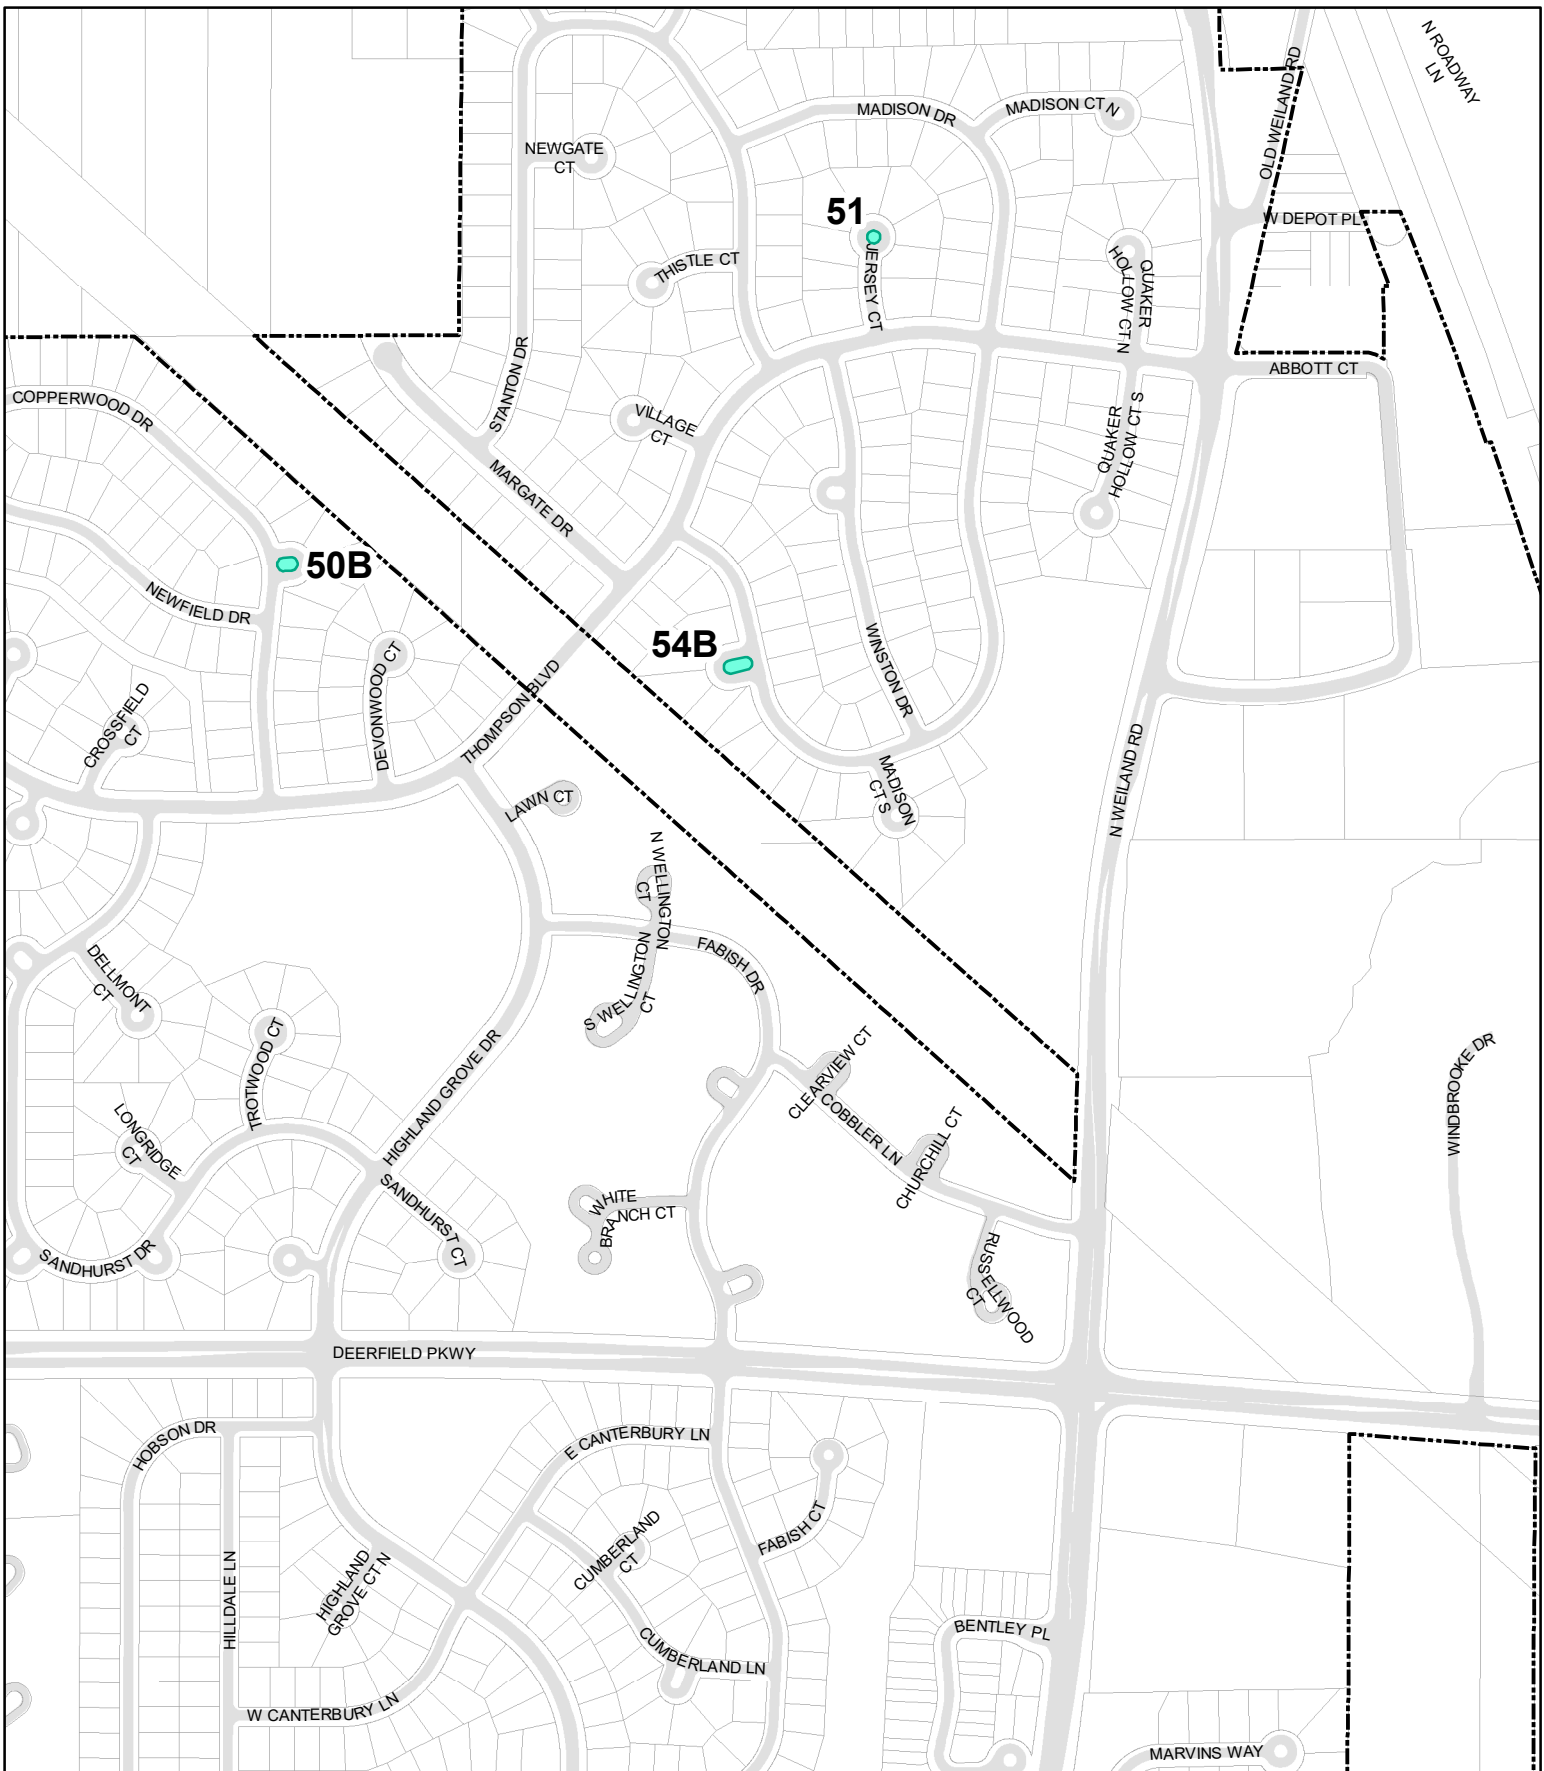 N ROADWAY
LN
OLD WEILAND RD
MADISON DR
MADISON CT N
NEWGATE
CT
51
W DEPOT PL
THISTLE CT
JERSEY CT
QUAKER
HOLLOW CT N
STANTON DR
ABBOTT CT
COPPERWOOD DR
VILLAGE
CT
QUAKER
HOLLOW CT S
MARGATE DR
50B
NEWFIELD DR
54B
WINSTON DR
DEVONWOOD CT
THOMPSON BLVD
CROSSFIELD
CT
N WEILAND RD
MADISON
CT S
LAWN CT
N WELLINGTON
CT
FABISH DR
S WELLINGTON
CT
DELLMONT
CT
TROTWOOD CT
HIGHLAND GROVE DR
CLEARVIEW CT
COBBLER LN
CHURCHILL CT
WINDBROOKE DR
LONGRIDGE
CT
SANDHURST CT
WHITE
BRANCH CT
SANDHURST DR
RUSSELLWOOD
CT
DEERFIELD PKWY
HOBSON DR
E CANTERBURY LN
FABISH CT
CUMBERLAND
CT
HIGHLAND
GROVE CT N
HILLDALE LN
CUMBERLAND LN
BENTLEY PL
W CANTERBURY LN
MARVINS WAY